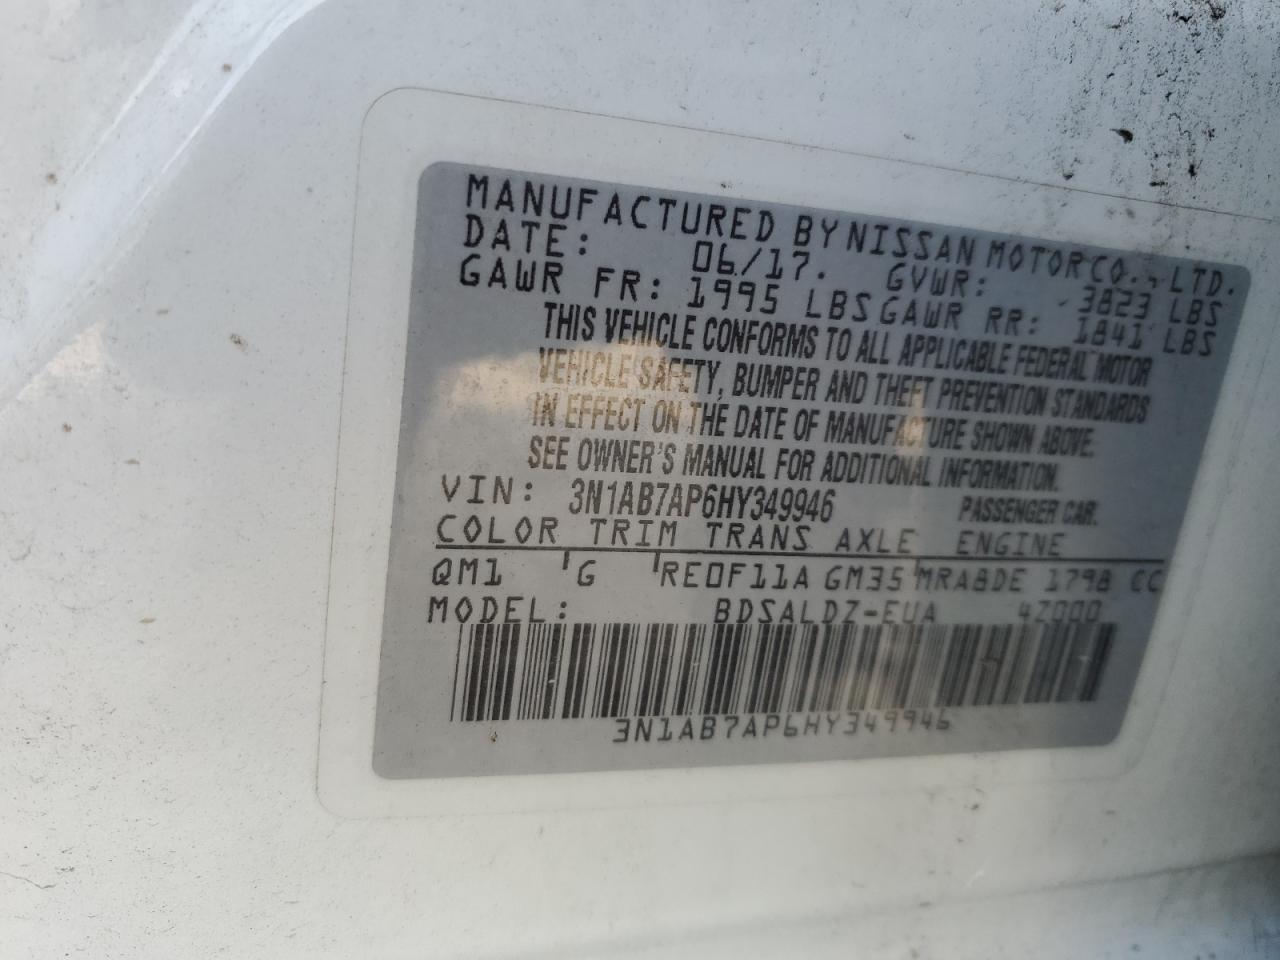 MANUFACTURED BY NISSAN MOTOR CO., LTD.
DATE: 06/17. GVWR: 3823 LBS
GAWR FR: 1995 LBS GAWR RR: 1841 LBS
THIS VEHICLE CONFORMS TO ALL APPLICABLE FEDERAL MOTOR
VEHICLE SAFETY, BUMPER AND THEFT PREVENTION STANDARDS
IN EFFECT ON THE DATE OF MANUFACTURE SHOWN ABOVE.
SEE OWNER'S MANUAL FOR ADDITIONAL INFORMATION.
VIN: 3N1AB7AP6HY349946 PASSENGER CAR.
COLOR TRIM TRANS AXLE ENGINE
QM1 G RE0F11A GM35 MRA8DE 1798 CC
MODEL: BDSALDZ-EUA 4Z000
3N1AB7AP6HY349946